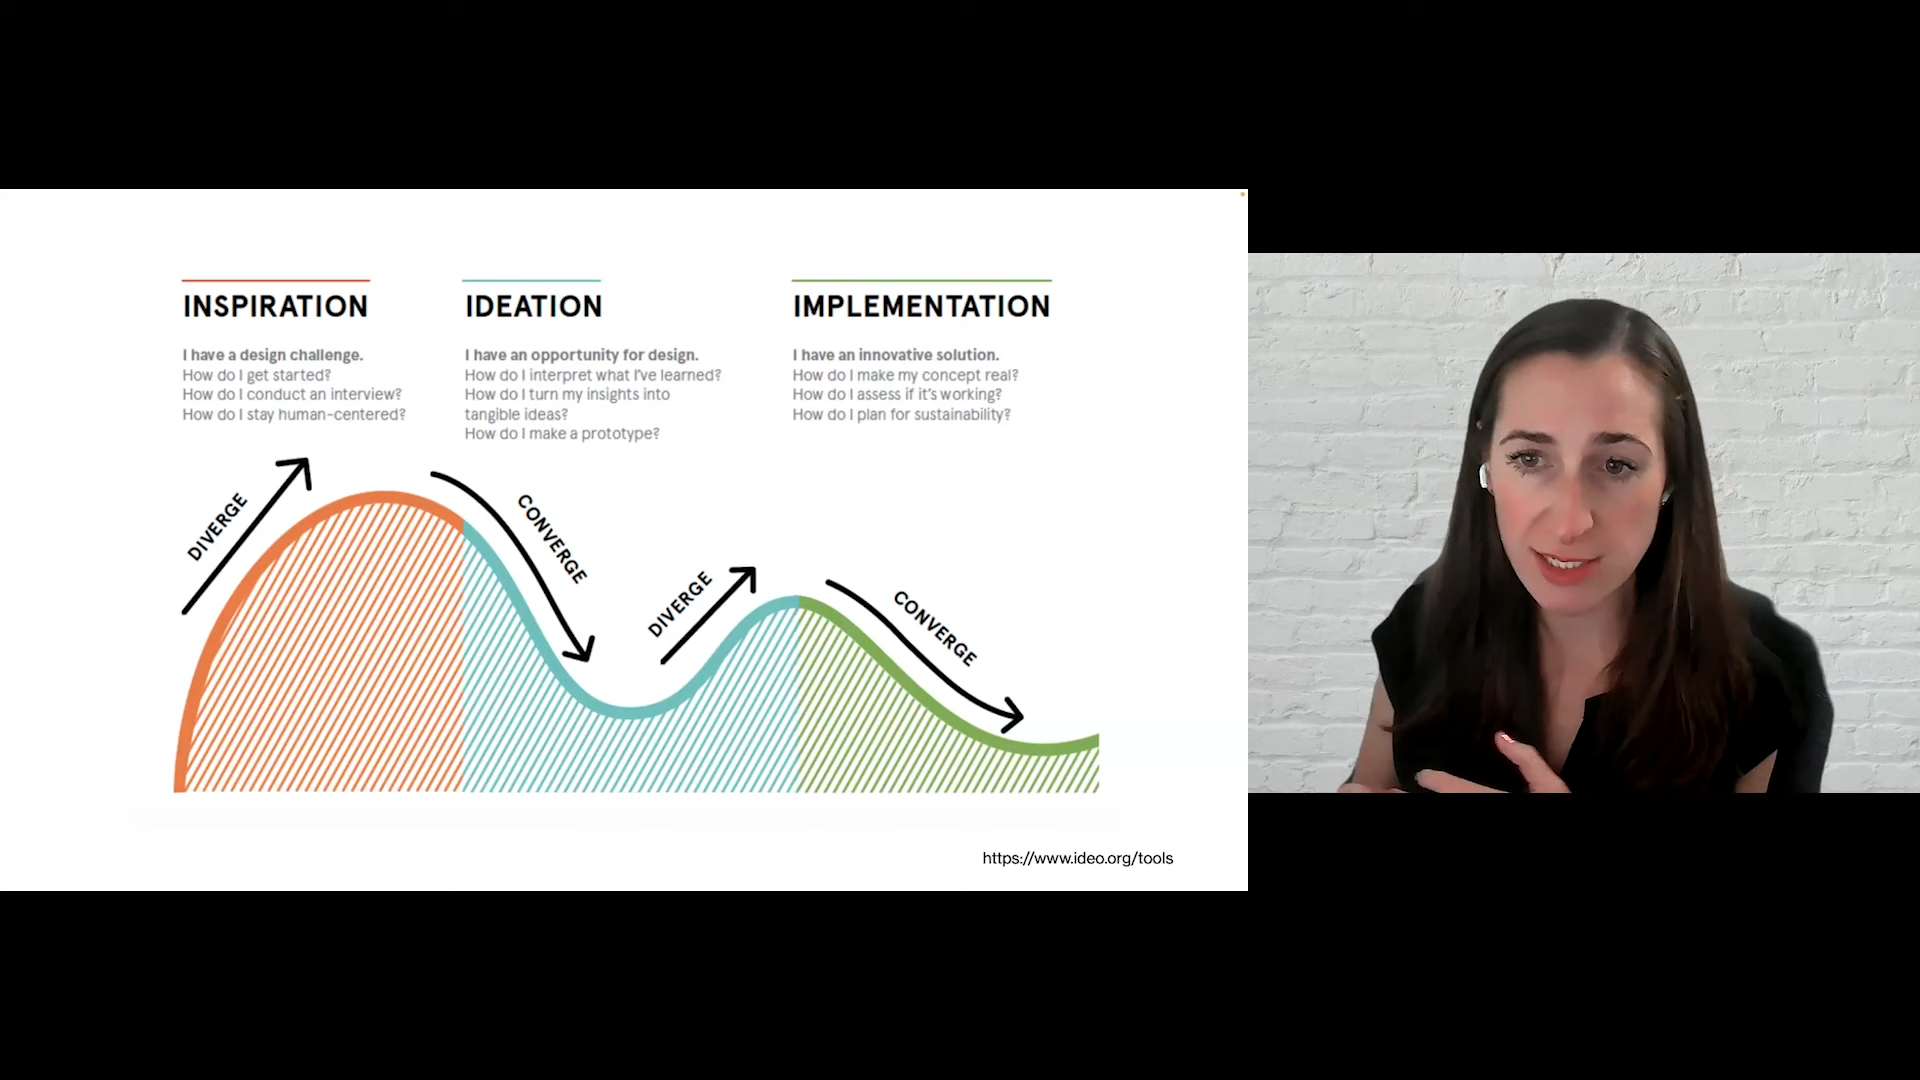 INSPIRATION
I have a design challenge.
How do I get started?
How do I conduct an interview?
How do I stay human-centered?
IDEATION
I have an opportunity for design.
How do I interpret what I've learned?
How do I turn my insights into
tangible ideas?
How do I make a prototype?
IMPLEMENTATION
I have an innovative solution.
How do I make my concept real?
How do I assess if it's working?
How do I plan for sustainability?
DIVERGE
CONVERGE
DIVERGE
CONVERGE
https://www.ideo.org/tools